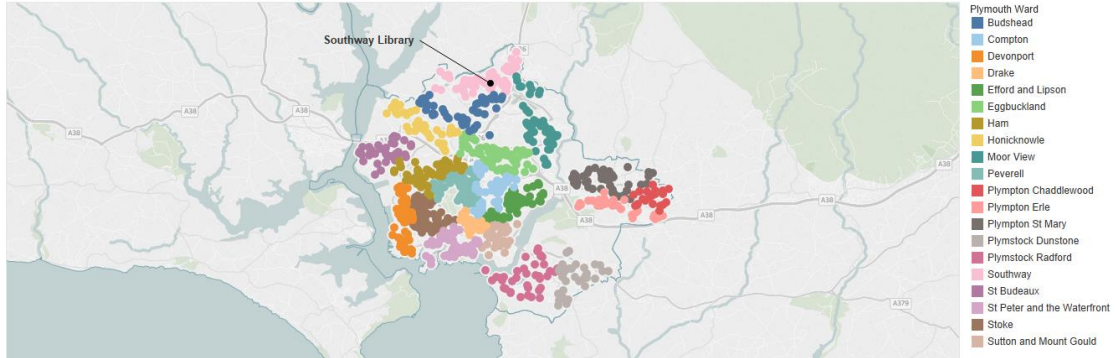 Plymouth Ward
Budshead
Compton
Devonport
Drake
Efford and Lipson
Eggbuckland
Ham
Honicknowle
Moor View
Peverell
Plympton Chaddlewood
Plympton Erle
Plympton St Mary
Plymstock Dunstone
Plymstock Radford
Southway
St Budeaux
St Peter and the Waterfront
Stoke
Sutton and Mount Gould
Southway Library
A38
A38
A38
A38
A38
A379